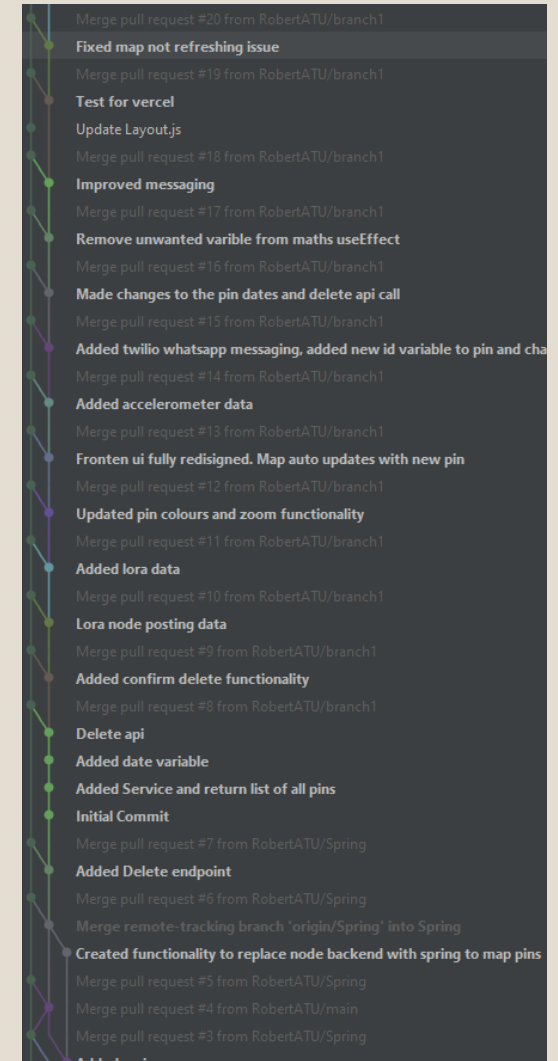 Merge pull request #20 from RobertATU/branch1
Fixed map not refreshing issue
Merge pull request #19 from RobertATU/branch1
Test for vercel
Update Layout.js
Merge pull request #18 from RobertATU/branch1
Improved messaging
Merge pull request #17 from RobertATU/branch1
Remove unwanted varible from maths useEffect
Merge pull request #16 from RobertATU/branch1
Made changes to the pin dates and delete api call
Merge pull request #15 from RobertATU/branch1
Added twilio whatsapp messaging, added new id variable to pin and cha
Merge pull request #14 from RobertATU/branch1
Added accelerometer data
Merge pull request #13 from RobertATU/branch1
Fronten ui fully redisigned. Map auto updates with new pin
Merge pull request #12 from RobertATU/branch1
Updated pin colours and zoom functionality
Merge pull request #11 from RobertATU/branch1
Added lora data
Merge pull request #10 from RobertATU/branch1
Lora node posting data
Merge pull request #9 from RobertATU/branch1
Added confirm delete functionality
Merge pull request #8 from RobertATU/branch1
Delete api
Added date variable
Added Service and return list of all pins
Initial Commit
Merge pull request #7 from RobertATU/Spring
Added Delete endpoint
Merge pull request #6 from RobertATU/Spring
Merge remote-tracking branch 'origin/Spring' into Spring
Created functionality to replace node backend with spring to map pins
Merge pull request #5 from RobertATU/Spring
Merge pull request #4 from RobertATU/main
Merge pull request #3 from RobertATU/Spring